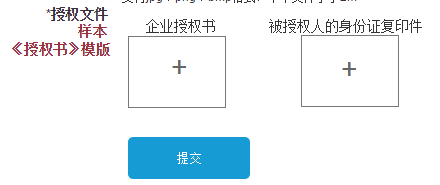 *授权文件
样本
《授权书》模版
企业授权书
被授权人的身份证复印件
+
+
提交